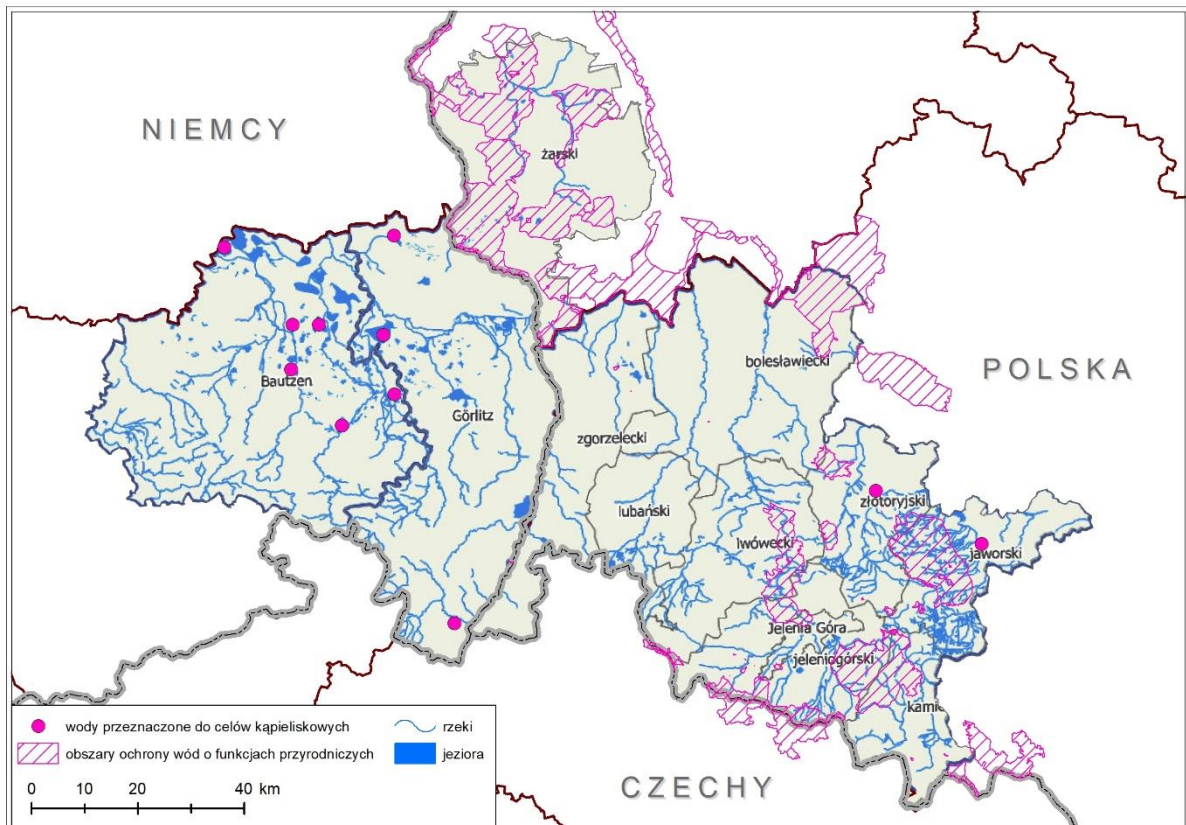 NIEMCY
żarski
bolesławiecki
POLSKA
Bautzen
Görlitz
zgorzelecki
lubański
złotoryjski
lwówecki
jaworski
Jelenia Góra
jeleniogórski
kamie
wody przeznaczone do celów kąpieliskowych
rzeki
obszary ochrony wód o funkcjach przyrodniczych
jeziora
CZECHY
0 10 20 40 km